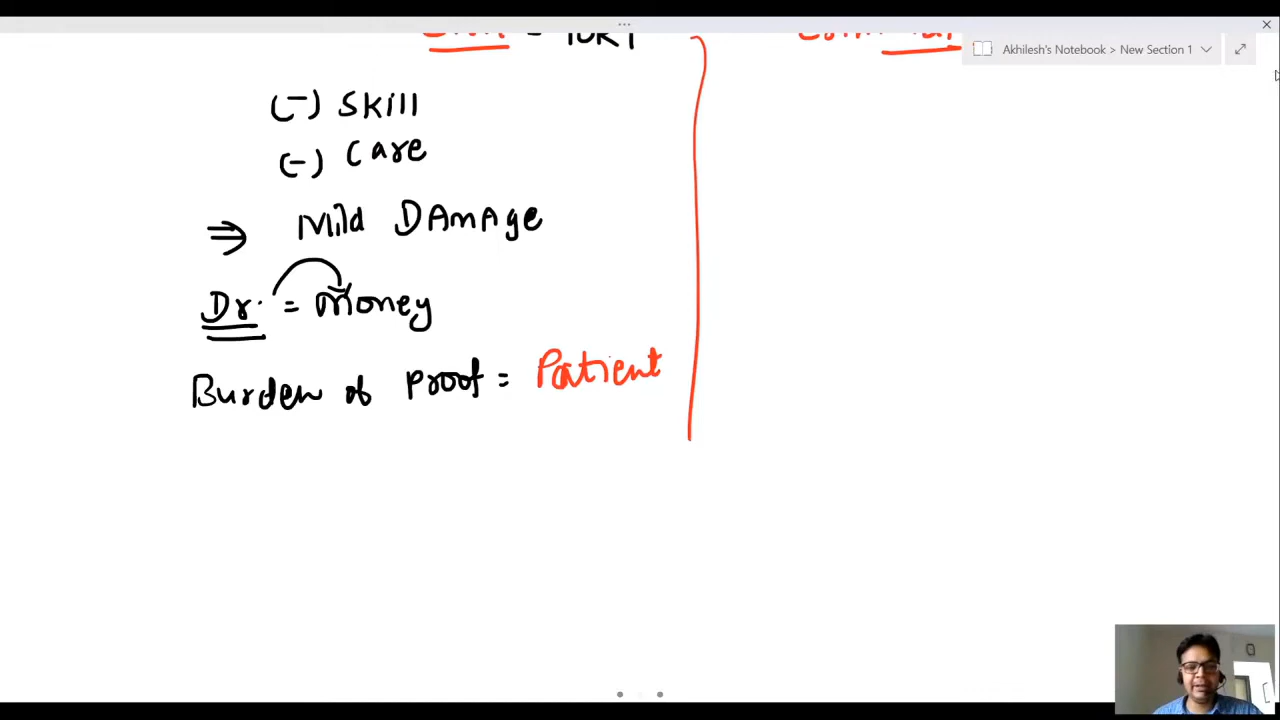 = TORT
Akhilesh's Notebook > New Section 1
(-) Skill
(-) Care
⇒ Mild DAmAge
Dr. = Money
Burden of Proof = Patient